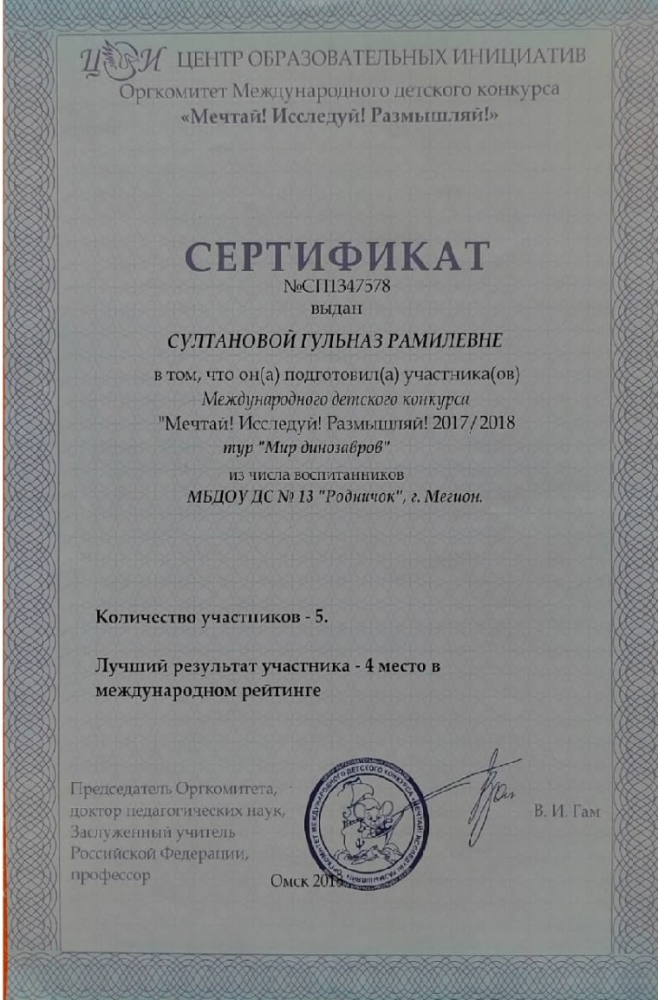 ЦОИ ЦЕНТР ОБРАЗОВАТЕЛЬНЫХ ИНИЦИАТИВ
Оргкомитет Международного детского конкурса
«Мечтай! Исследуй! Размышляй!»
СЕРТИФИКАТ
№СП1347578
выдан
СУЛТАНОВОЙ ГУЛЬНАЗ РАМИЛЕВНЕ
в том, что он(а) подготовил(а) участника(ов)
Международного детского конкурса
"Мечтай! Исследуй! Размышляй! 2017/2018
тур "Мир динозавров"
из числа воспитанников
МБДОУ ДС № 13 "Родничок", г. Мегион.
Количество участников - 5.
Лучший результат участника - 4 место в
международном рейтинге
Председатель Оргкомитета,
доктор педагогических наук,
Заслуженный учитель
Российской Федерации,
профессор
ОРГКОМИТЕТ МЕЖДУНАРОДНОГО ДЕТСКОГО КОНКУРСА «МЕЧТАЙ! ИССЛЕДУЙ! РАЗМЫШЛЯЙ!»
В. И. Гам
Омск 2018